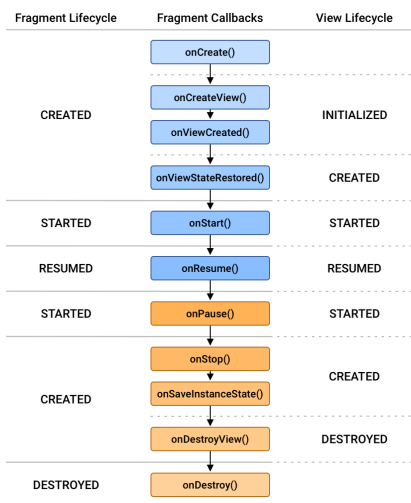 Fragment Lifecycle Fragment Callbacks View Lifecycle
onCreate()
onCreateView()
CREATED INITIALIZED
onViewCreated()
onViewStateRestored() CREATED
STARTED onStart() STARTED
RESUMED onResume() RESUMED
STARTED onPause() STARTED
onStop()
CREATED
onSaveInstanceState()
CREATED
onDestroyView() DESTROYED
DESTROYED onDestroy()